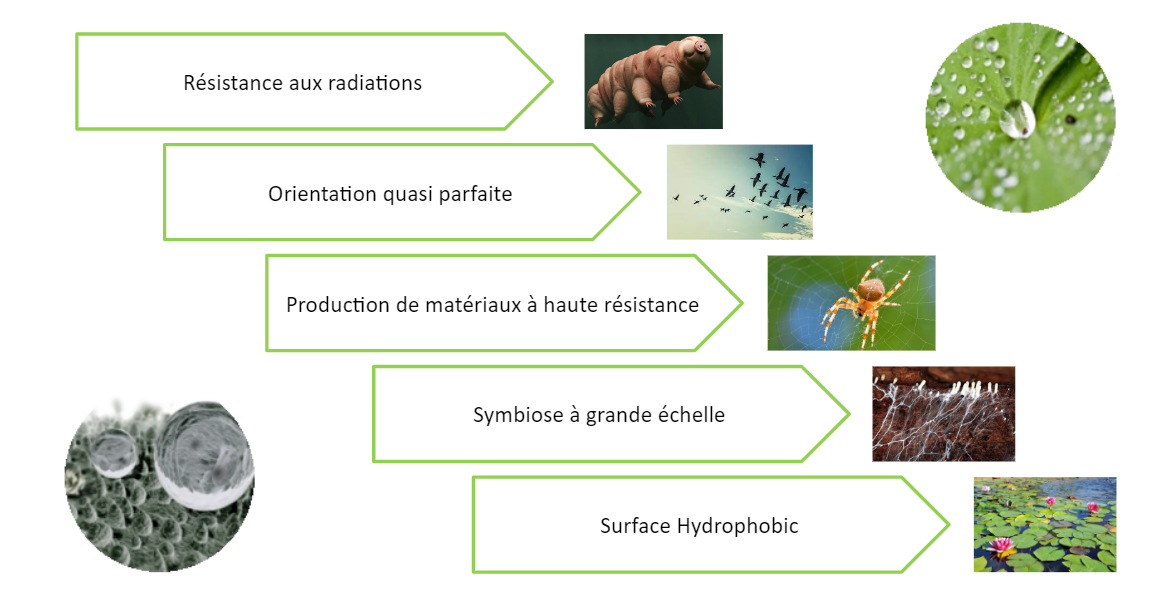 Résistance aux radiations
Orientation quasi parfaite
Production de matériaux à haute résistance
Symbiose à grande échelle
Surface Hydrophobic